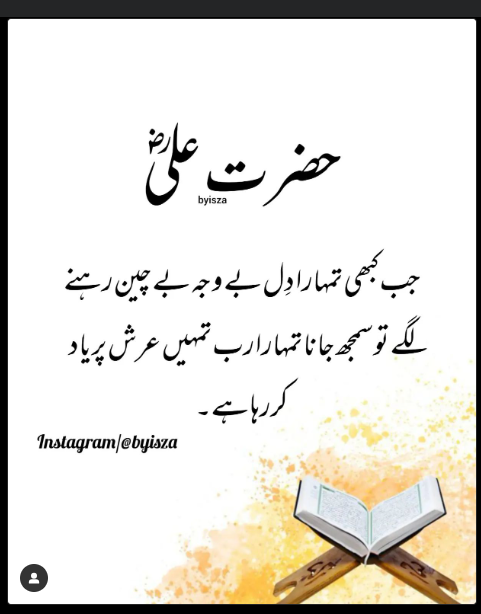 حضرت علیؓ
byisza
جب کبھی تمہارا دِل بے وجہ بے چین رہنے
لگے تو سمجھ جانا تمہارا رب تمہیں عرش پر یاد
کر رہا ہے ۔
Instagram/@byisza